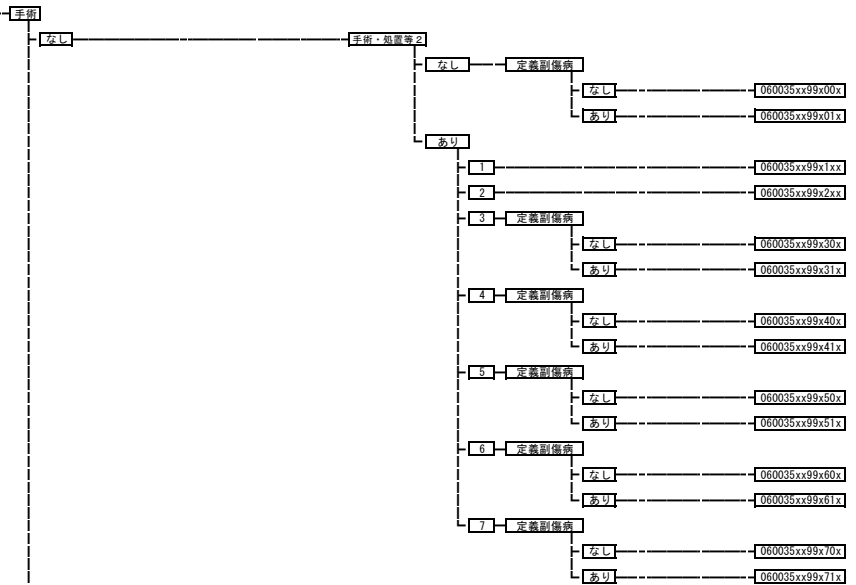 手術
なし 手術・処置等２
なし 定義副傷病
なし 060035xx99x00x
あり 060035xx99x01x
あり
1 060035xx99x1xx
2 060035xx99x2xx
3 定義副傷病
なし 060035xx99x30x
あり 060035xx99x31x
4 定義副傷病
なし 060035xx99x40x
あり 060035xx99x41x
5 定義副傷病
なし 060035xx99x50x
あり 060035xx99x51x
6 定義副傷病
なし 060035xx99x60x
あり 060035xx99x61x
7 定義副傷病
なし 060035xx99x70x
あり 060035xx99x71x